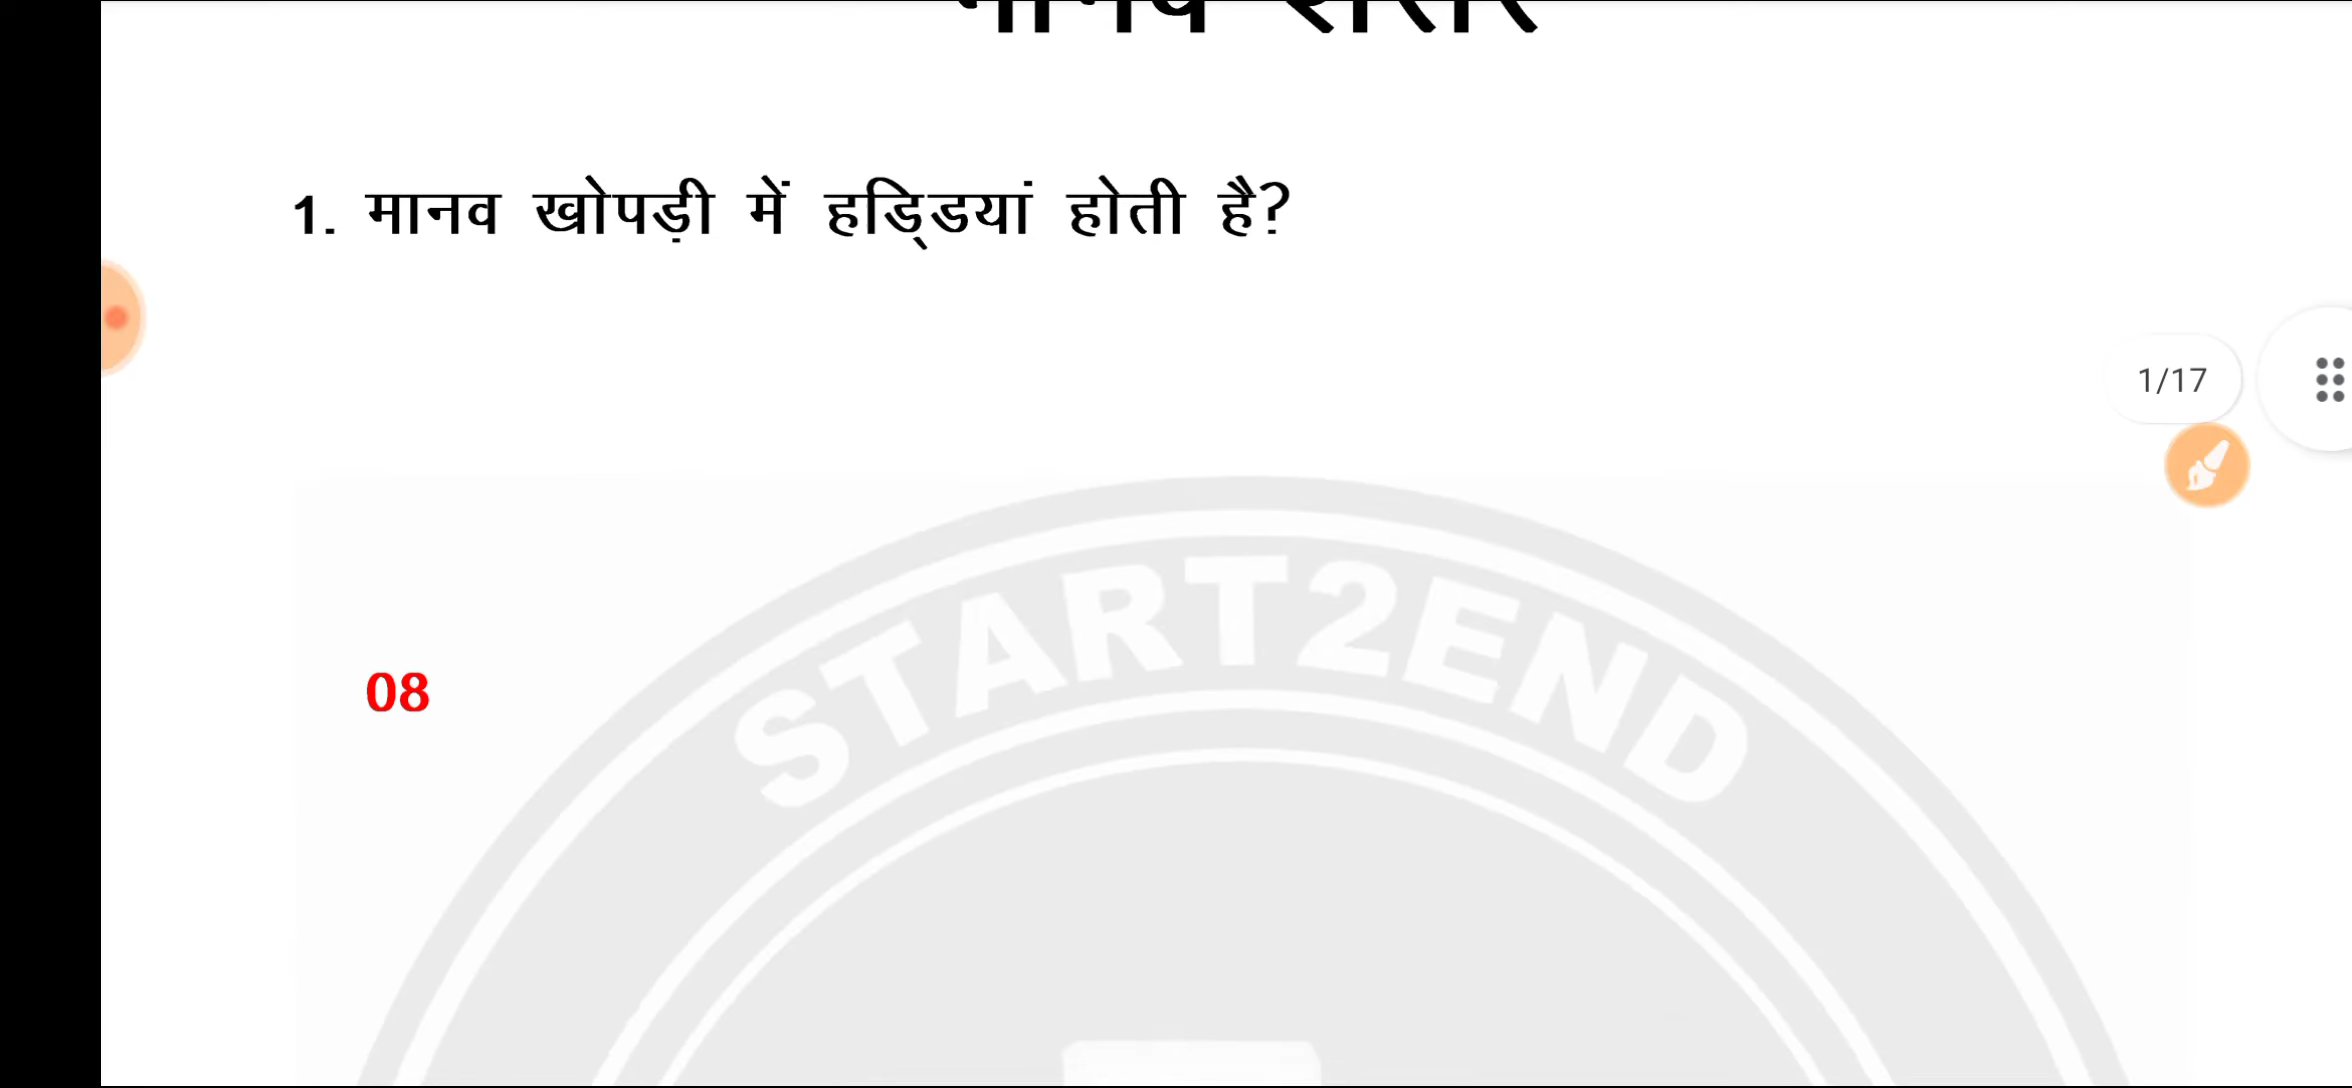 1. मानव खोपड़ी में हड्डियां होती है?
1/17
START2END
08